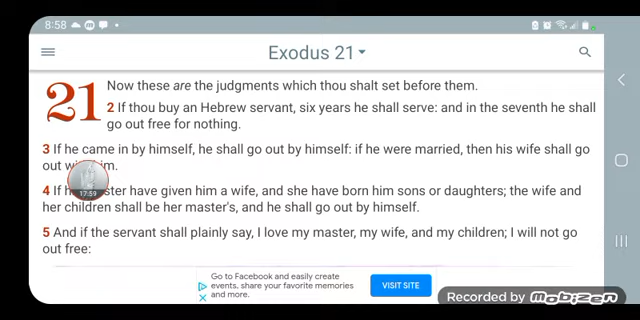 8:58
Exodus 21
21 Now these are the judgments which thou shalt set before them.
2 If thou buy an Hebrew servant, six years he shall serve: and in the seventh he shall
go out free for nothing.
3 If he came in by himself, he shall go out by himself: if he were married, then his wife shall go
out
4 If have given him a wife, and she have born him sons or daughters; the wife and
17:59
her children shall be her master's, and he shall go out by himself.
5 And if the servant shall plainly say, I love my master, my wife, and my children; I will not go
out free:
Go to Facebook and easily create
events, share your favorite memories
and more.
VISIT SITE
Recorded by Mobizen